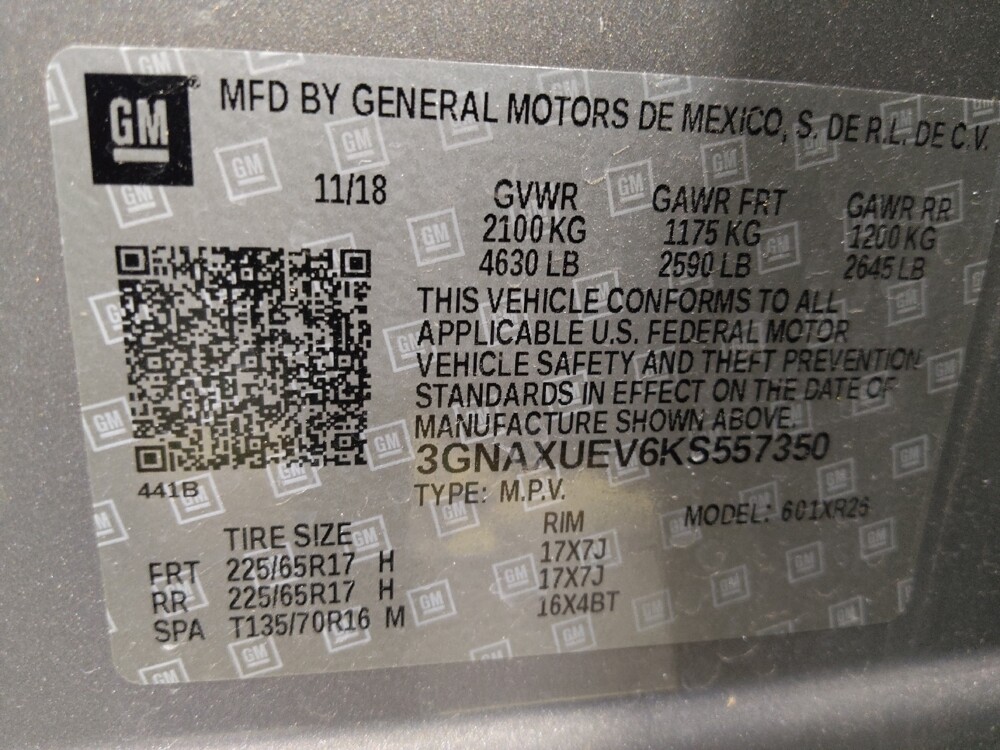 GM
MFD BY GENERAL MOTORS DE MEXICO, S. DE R.L. DE C.V.
11/18
GVWR GAWR FRT GAWR RR
2100 KG 1175 KG 1200 KG
4630 LB 2590 LB 2645 LB
THIS VEHICLE CONFORMS TO ALL
APPLICABLE U.S. FEDERAL MOTOR
VEHICLE SAFETY AND THEFT PREVENTION
STANDARDS IN EFFECT ON THE DATE OF
MANUFACTURE SHOWN ABOVE.
3GNAXUEV6KS557350
441B
TYPE: M.P.V.
MODEL: 601XR26
TIRE SIZE RIM
FRT 225/65R17 H 17X7J
RR 225/65R17 H 17X7J
SPA T135/70R16 M 16X4BT